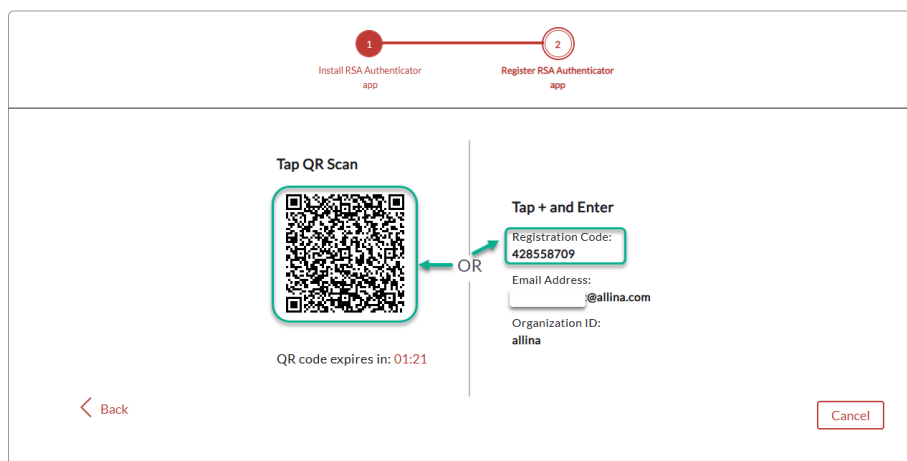 1
2
Install RSA Authenticator
app
Register RSA Authenticator
app
Tap QR Scan
QR code expires in: 01:21
OR
Tap + and Enter
Registration Code:
428558709
Email Address:
@allina.com
Organization ID:
allina
Back
Cancel